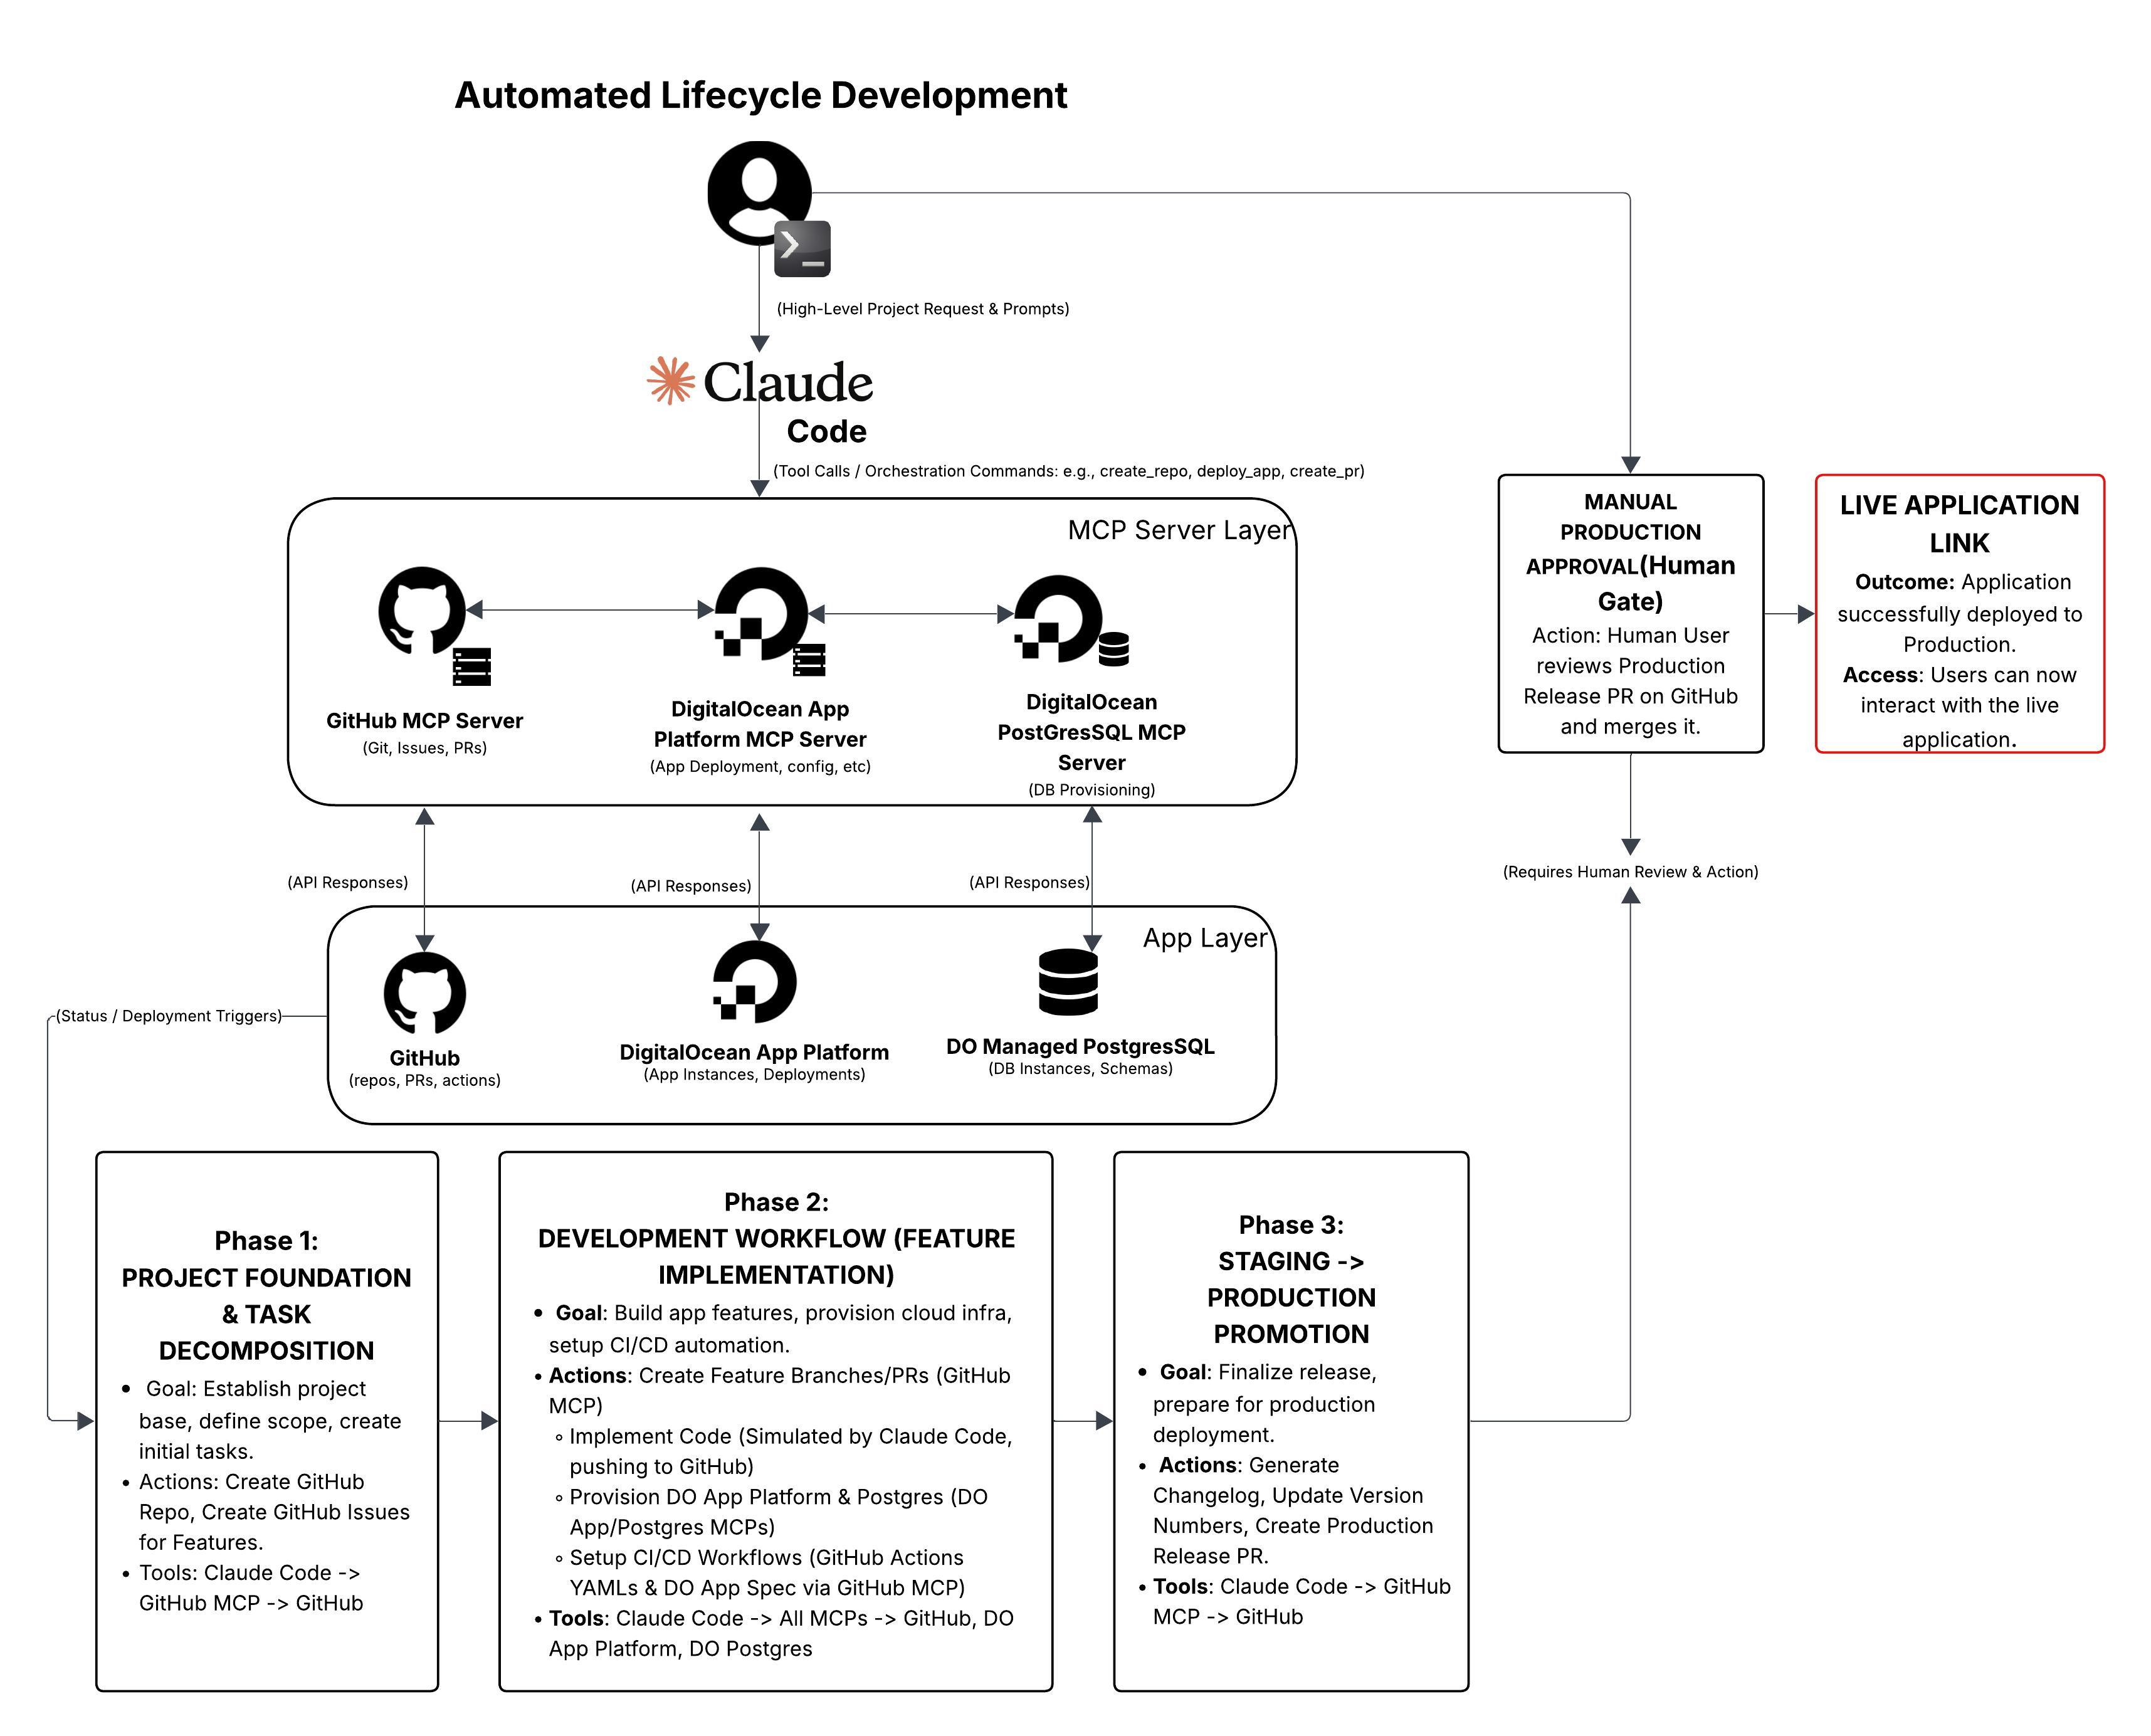 Automated Lifecycle Development
(High-Level Project Request & Prompts)
Claude
Code
(Tool Calls / Orchestration Commands: e.g., create_repo, deploy_app, create_pr)
MCP Server Layer
GitHub MCP Server
(Git, Issues, PRs)
DigitalOcean App
Platform MCP Server
(App Deployment, config, etc)
DigitalOcean
PostGresSQL MCP
Server
(DB Provisioning)
MANUAL
PRODUCTION
APPROVAL(Human
Gate)
Action: Human User
reviews Production
Release PR on GitHub
and merges it.
LIVE APPLICATION
LINK
Outcome: Application
successfully deployed to
Production.
Access: Users can now
interact with the live
application.
(API Responses)
(API Responses)
(API Responses)
(Requires Human Review & Action)
App Layer
(Status / Deployment Triggers)
GitHub
(repos, PRs, actions)
DigitalOcean App Platform
(App Instances, Deployments)
DO Managed PostgresSQL
(DB Instances, Schemas)
Phase 1:
PROJECT FOUNDATION
& TASK
DECOMPOSITION
• Goal: Establish project
base, define scope, create
initial tasks.
• Actions: Create GitHub
Repo, Create GitHub Issues
for Features.
• Tools: Claude Code ->
GitHub MCP -> GitHub
Phase 2:
DEVELOPMENT WORKFLOW (FEATURE
IMPLEMENTATION)
• Goal: Build app features, provision cloud infra,
setup CI/CD automation.
• Actions: Create Feature Branches/PRs (GitHub
MCP)
◦ Implement Code (Simulated by Claude Code,
pushing to GitHub)
◦ Provision DO App Platform & Postgres (DO
App/Postgres MCPs)
◦ Setup CI/CD Workflows (GitHub Actions
YAMLs & DO App Spec via GitHub MCP)
• Tools: Claude Code -> All MCPs -> GitHub, DO
App Platform, DO Postgres
Phase 3:
STAGING ->
PRODUCTION
PROMOTION
• Goal: Finalize release,
prepare for production
deployment.
• Actions: Generate
Changelog, Update Version
Numbers, Create Production
Release PR.
• Tools: Claude Code -> GitHub
MCP -> GitHub